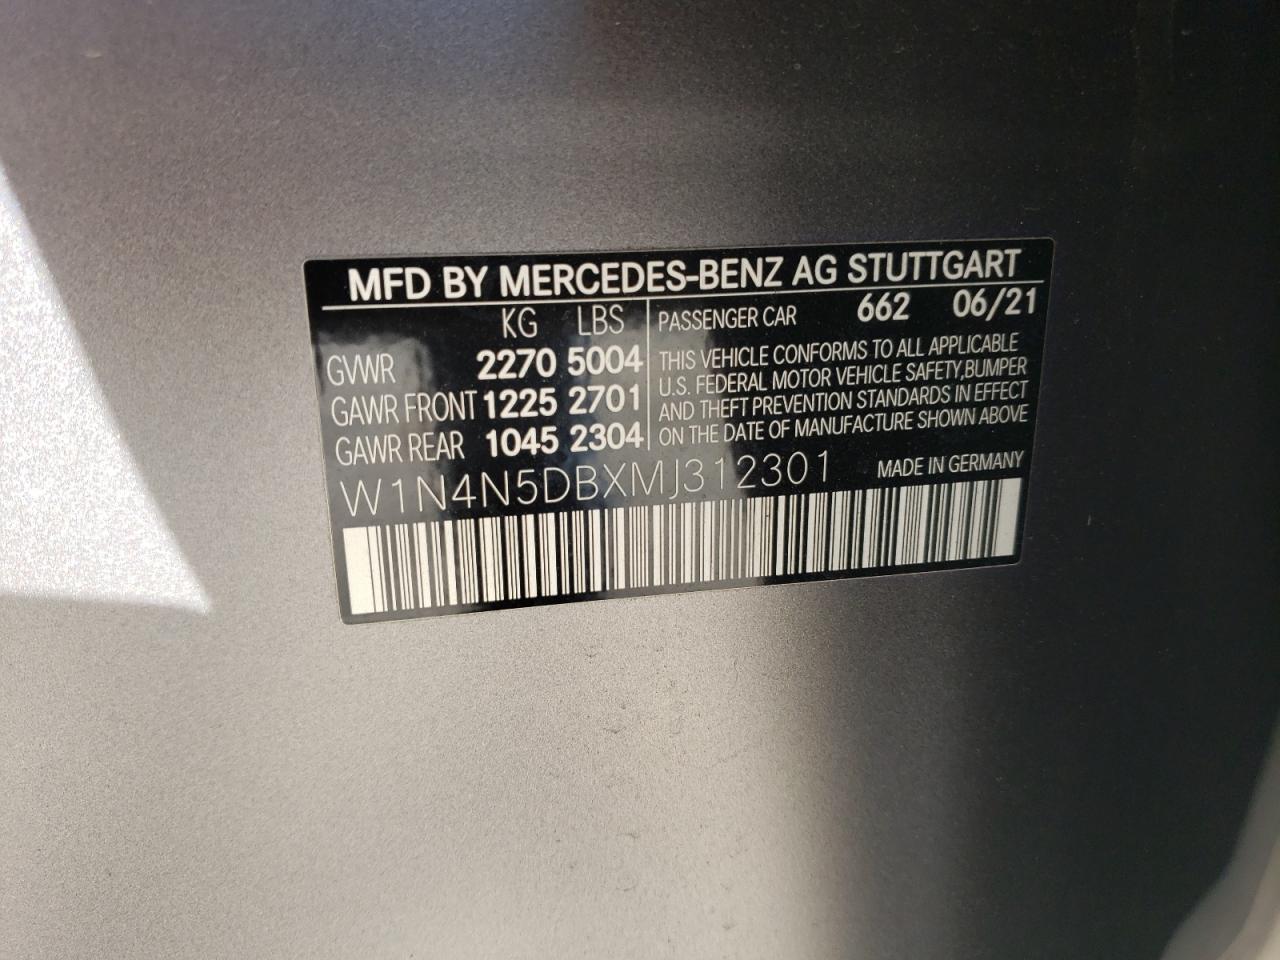 MFD BY MERCEDES-BENZ AG STUTTGART
KG LBS
GVWR 2270 5004
GAWR FRONT 1225 2701
GAWR REAR 1045 2304
PASSENGER CAR 662 06/21
THIS VEHICLE CONFORMS TO ALL APPLICABLE
U.S. FEDERAL MOTOR VEHICLE SAFETY,BUMPER
AND THEFT PREVENTION STANDARDS IN EFFECT
ON THE DATE OF MANUFACTURE SHOWN ABOVE
W1N4N5DBXMJ312301 MADE IN GERMANY